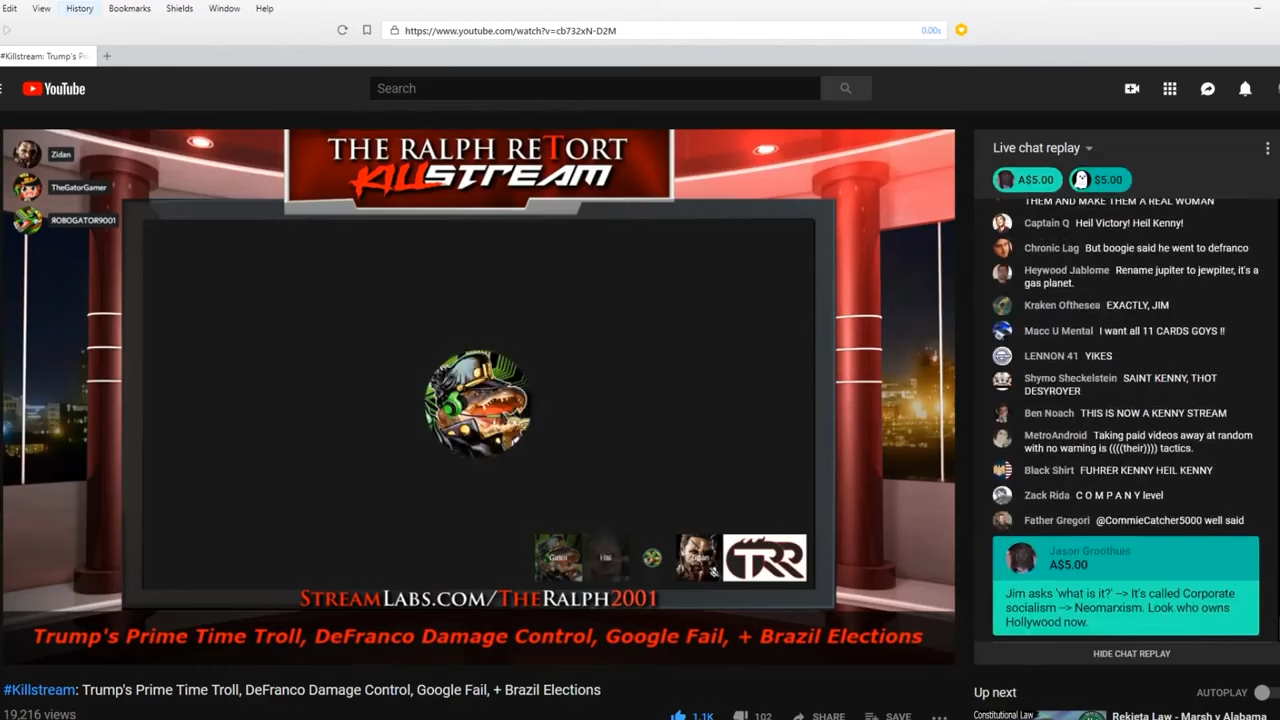 Edit View History Bookmarks Shields Window Help
https://www.youtube.com/watch?v=cb732xN-D2M 0.00s
#Killstream: Trump's Pri
YouTube
Search
Zidan
TheGatorGamer
ЯOBOGATOR9001
THE RALPH RETORT
KILLSTREAM
Gator Hal Zidan TRR
STREAMLABS.COM/THERALPH2001
Trump's Prime Time Troll, DeFranco Damage Control, Google Fail, + Brazil Elections
#Killstream: Trump's Prime Time Troll, DeFranco Damage Control, Google Fail, + Brazil Elections
19,216 views
1.1K 102 SHARE SAVE
Live chat replay
A$5.00 $5.00
THEM AND MAKE THEM A REAL WOMAN
Captain Q Heil Victory! Heil Kenny!
Chronic Lag But boogie said he went to defranco
Heywood Jablome Rename jupiter to jewpiter, it's a
gas planet.
Kraken Ofthesea EXACTLY, JIM
Macc U Mental I want all 11 CARDS GOYS !!
LENNON 41 YIKES
Shymo Sheckelstein SAINT KENNY, THOT
DESYROYER
Ben Noach THIS IS NOW A KENNY STREAM
MetroAndroid Taking paid videos away at random
with no warning is ((((their)))) tactics.
Black Shirt FUHRER KENNY HEIL KENNY
Zack Rida C O M P A N Y level
Father Gregori @CommieCatcher5000 well said
Jason Groothuis
A$5.00
Jim asks 'what is it?' --> It's called Corporate
socialism --> Neomarxism. Look who owns
Hollywood now.
HIDE CHAT REPLAY
Up next AUTOPLAY
Constitutional Law
Rekieta Law - Marsh v Alabama